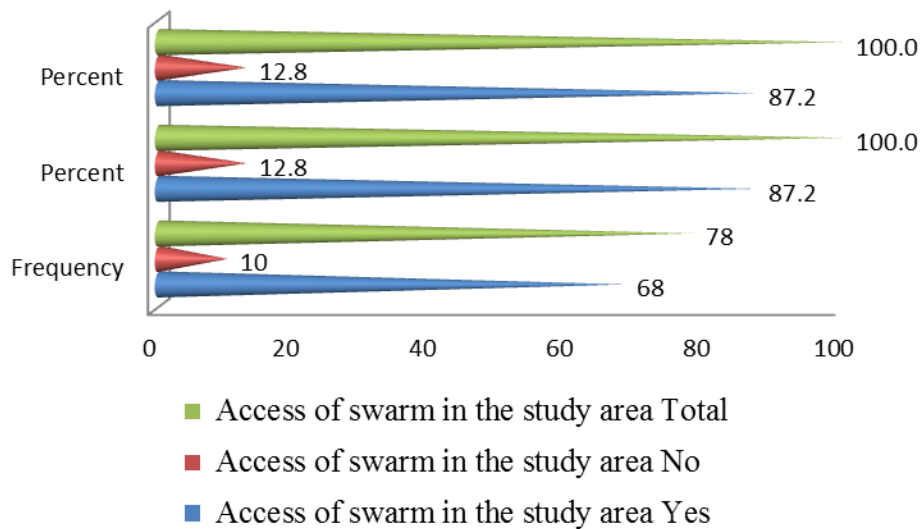 100.0
Percent
12.8
87.2
100.0
Percent
12.8
87.2
78
Frequency
10
68
0 20 40 60 80 100
Access of swarm in the study area Total
Access of swarm in the study area No
Access of swarm in the study area Yes